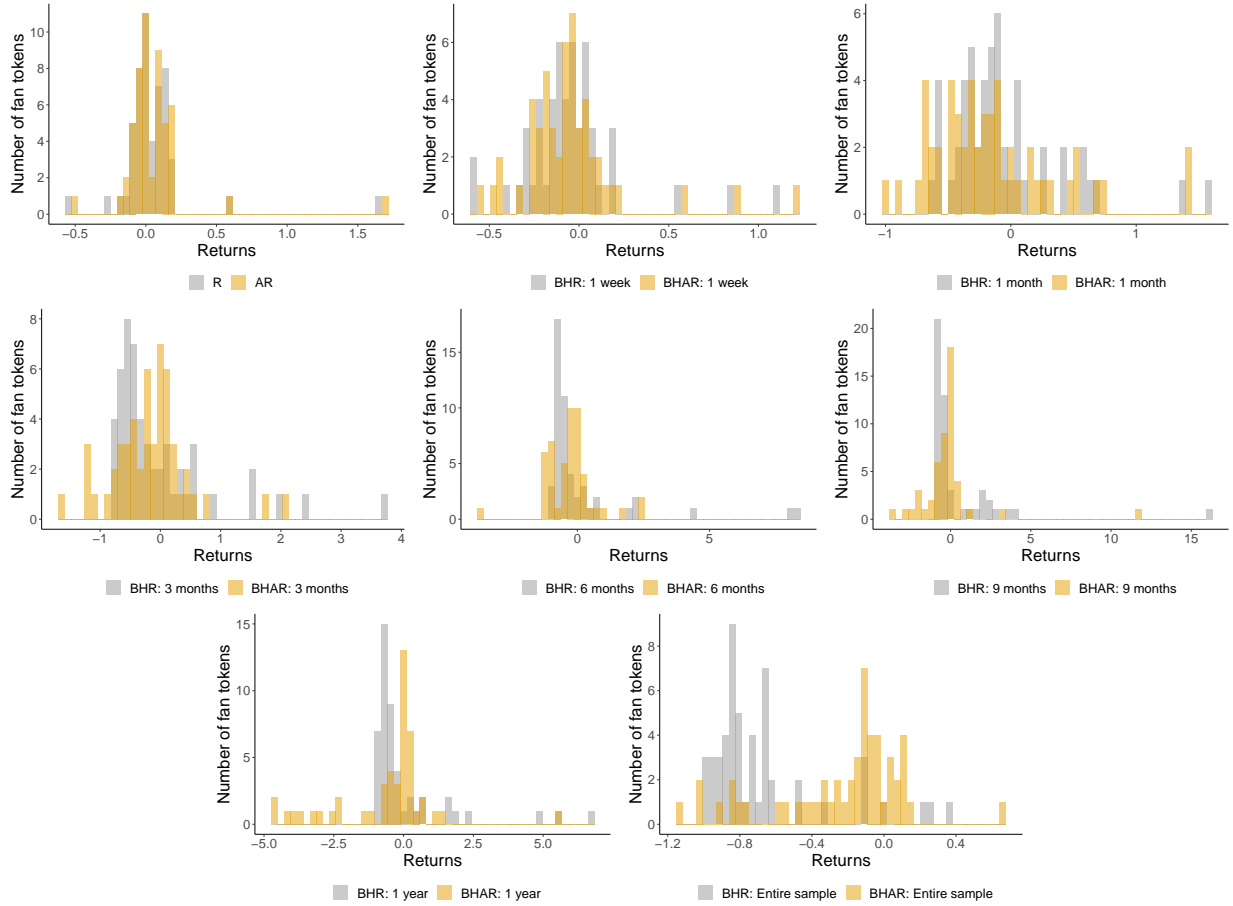 Number of fan tokens
10
8
6
4
2
0
−0.5 0.0 0.5 1.0 1.5
Returns
R AR
Number of fan tokens
6
4
2
0
−0.5 0.0 0.5 1.0
Returns
BHR: 1 week BHAR: 1 week
Number of fan tokens
6
4
2
0
−1 0 1
Returns
BHR: 1 month BHAR: 1 month
Number of fan tokens
8
6
4
2
0
−1 0 1 2 3 4
Returns
BHR: 3 months BHAR: 3 months
Number of fan tokens
15
10
5
0
0 5
Returns
BHR: 6 months BHAR: 6 months
Number of fan tokens
20
15
10
5
0
0 5 10 15
Returns
BHR: 9 months BHAR: 9 months
Number of fan tokens
15
10
5
0
−5.0 −2.5 0.0 2.5 5.0
Returns
BHR: 1 year BHAR: 1 year
Number of fan tokens
8
6
4
2
0
−1.2 −0.8 −0.4 0.0 0.4
Returns
BHR: Entire sample BHAR: Entire sample